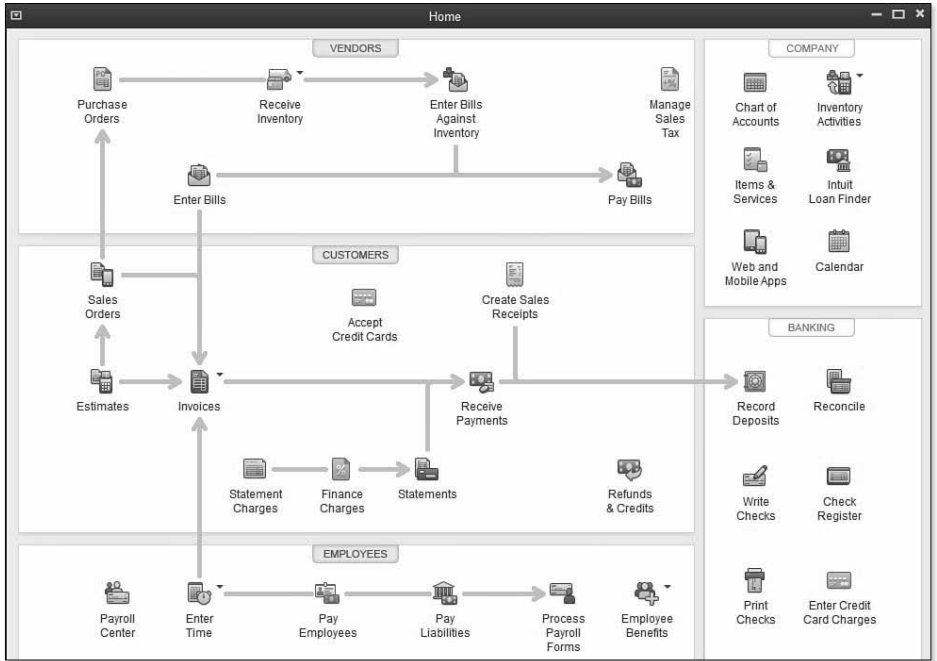 Home
VENDORS
Purchase
Orders
Receive
Inventory
Enter Bills
Against
Inventory
Manage
Sales
Tax
Enter Bills
Pay Bills
CUSTOMERS
Sales
Orders
Accept
Credit Cards
Create Sales
Receipts
Estimates
Invoices
Receive
Payments
Statement
Charges
Finance
Charges
Statements
Refunds
& Credits
EMPLOYEES
Payroll
Center
Enter
Time
Pay
Employees
Pay
Liabilities
Process
Payroll
Forms
Employee
Benefits
COMPANY
Chart of
Accounts
Inventory
Activities
Items &
Services
Intuit
Loan Finder
Web and
Mobile Apps
Calendar
BANKING
Record
Deposits
Reconcile
Write
Checks
Check
Register
Print
Checks
Enter Credit
Card Charges